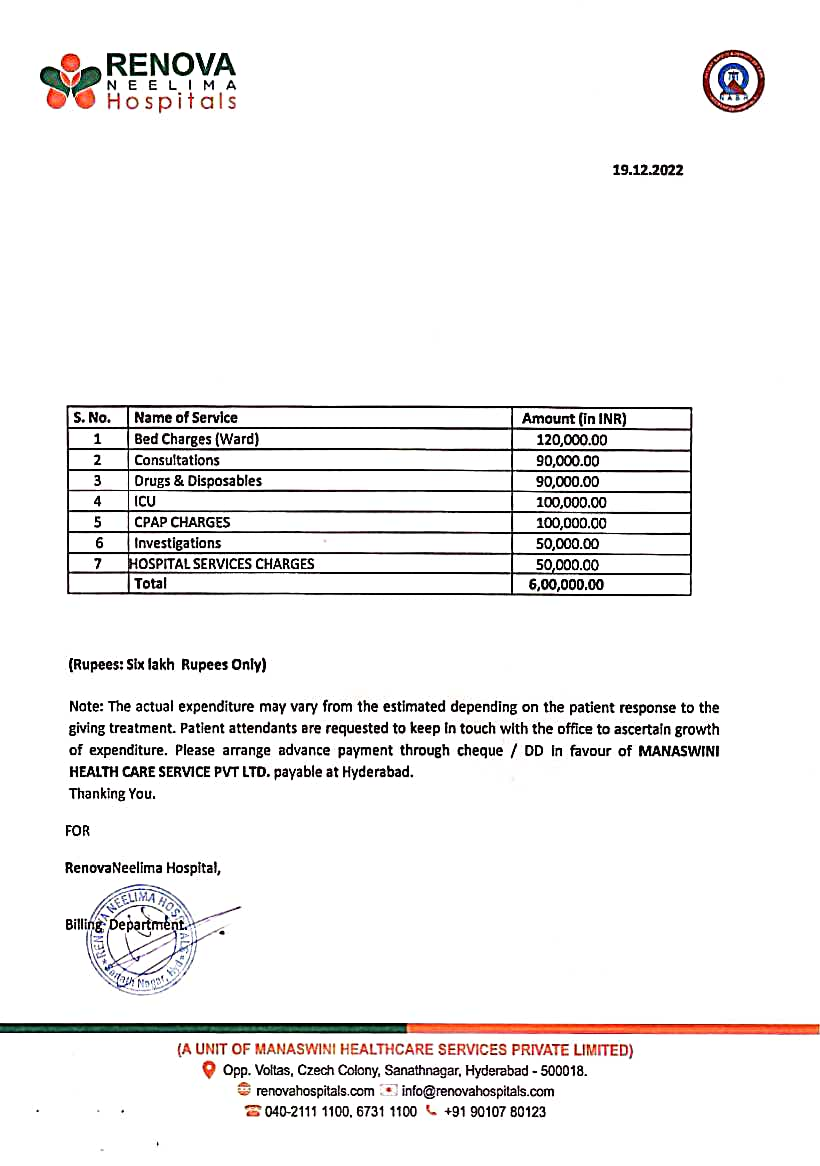 RENOVA
NEELIMA
Hospitals
NABH
19.12.2022
S. No. Name of Service Amount (in INR)
1 Bed Charges (Ward) 120,000.00
2 Consultations 90,000.00
3 Drugs & Disposables 90,000.00
4 ICU 100,000.00
5 CPAP CHARGES 100,000.00
6 Investigations 50,000.00
7 HOSPITAL SERVICES CHARGES 50,000.00
Total 6,00,000.00
(Rupees: Six lakh Rupees Only)
Note: The actual expenditure may vary from the estimated depending on the patient response to the
giving treatment. Patient attendants are requested to keep in touch with the office to ascertain growth
of expenditure. Please arrange advance payment through cheque / DD in favour of MANASWINI
HEALTH CARE SERVICE PVT LTD. payable at Hyderabad.
Thanking You.
FOR
RenovaNeelima Hospital,
Billing Department.
RENOVA NEELIMA HOSPITALS
Sanath Nagar, Hyd
(A UNIT OF MANASWINI HEALTHCARE SERVICES PRIVATE LIMITED)
Opp. Voltas, Czech Colony, Sanathnagar, Hyderabad - 500018.
renovahospitals.com info@renovahospitals.com
040-2111 1100, 6731 1100 +91 90107 80123